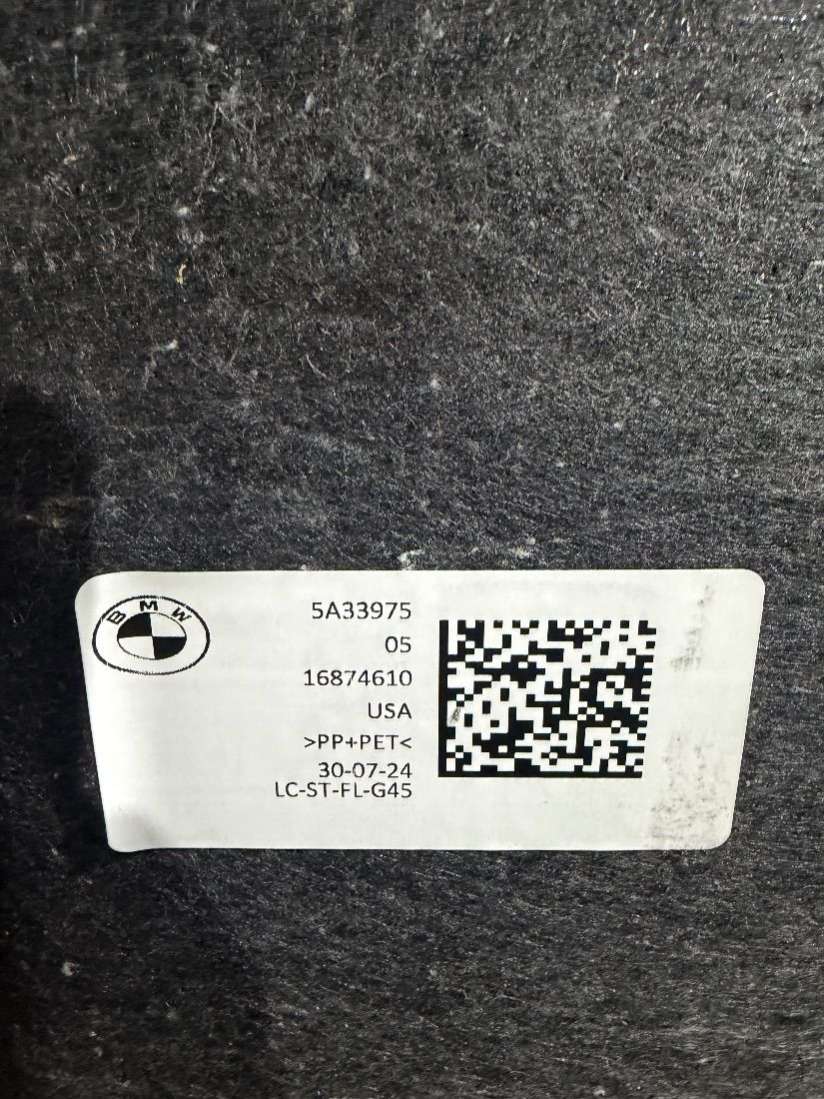 BMW
5A33975
05
16874610
USA
>PP+PET<
30-07-24
LC-ST-FL-G45